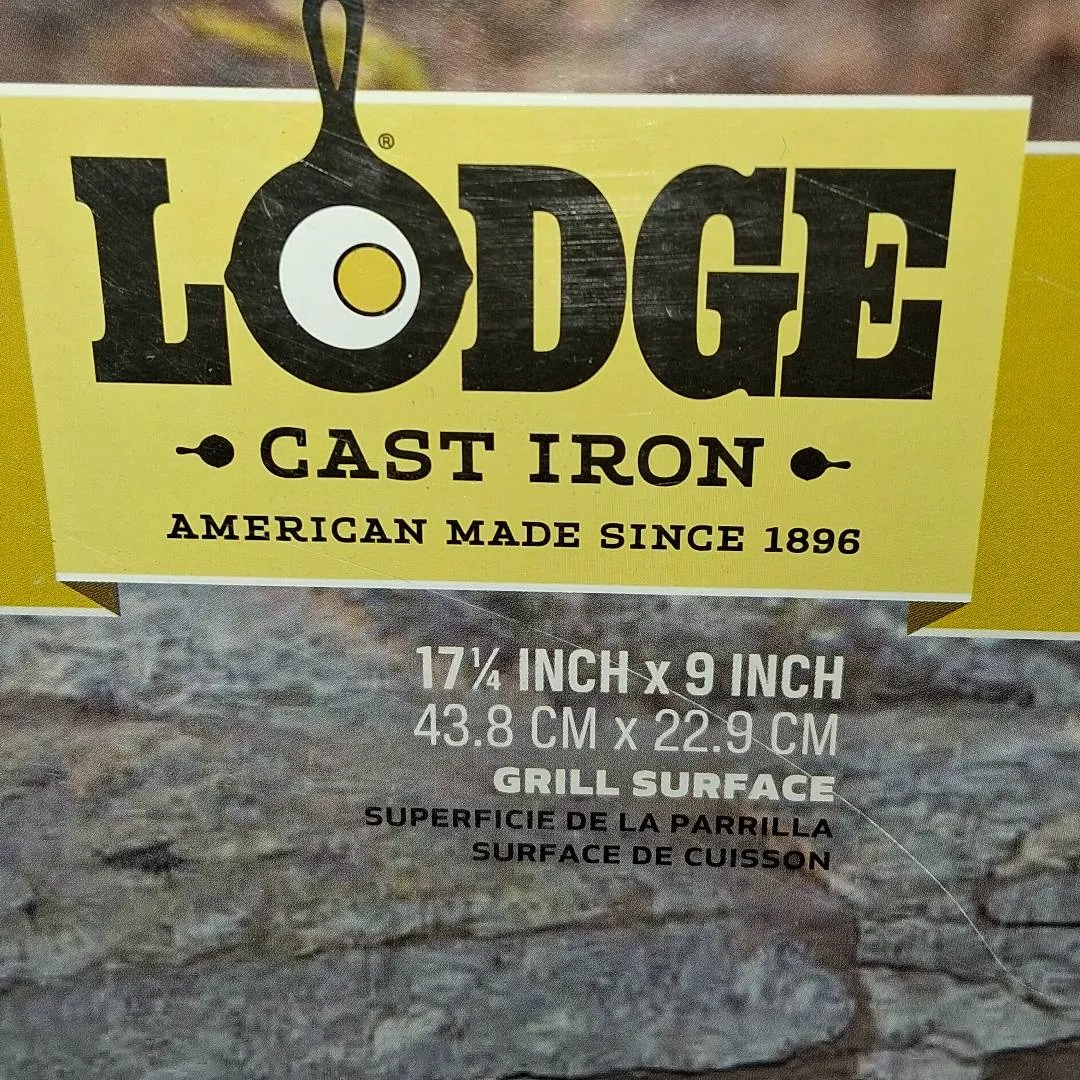 LODGE®
CAST IRON
AMERICAN MADE SINCE 1896
17¼ INCH x 9 INCH
43.8 CM x 22.9 CM
GRILL SURFACE
SUPERFICIE DE LA PARRILLA
SURFACE DE CUISSON